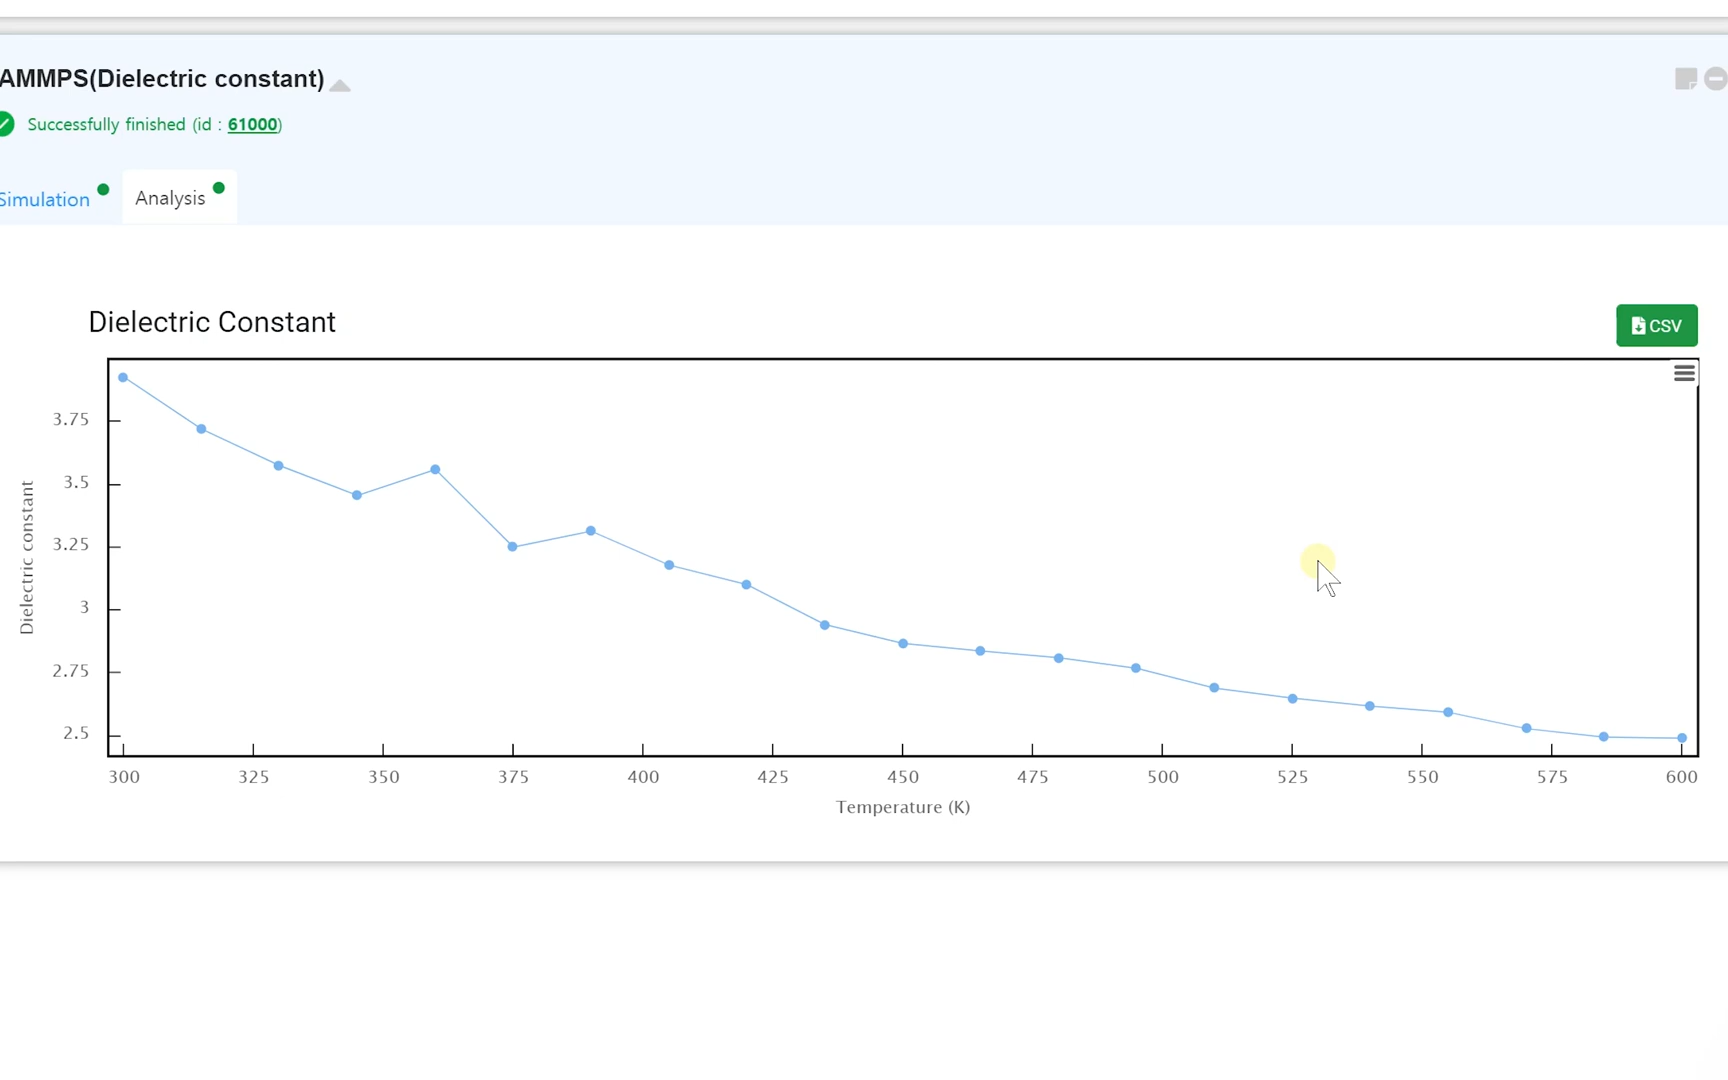 AMMPS(Dielectric constant)
Successfully finished (id : 61000)
Simulation Analysis
Dielectric Constant
CSV
3.75
3.5
3.25
3
2.75
2.5
Dielectric constant
300 325 350 375 400 425 450 475 500 525 550 575 600
Temperature (K)